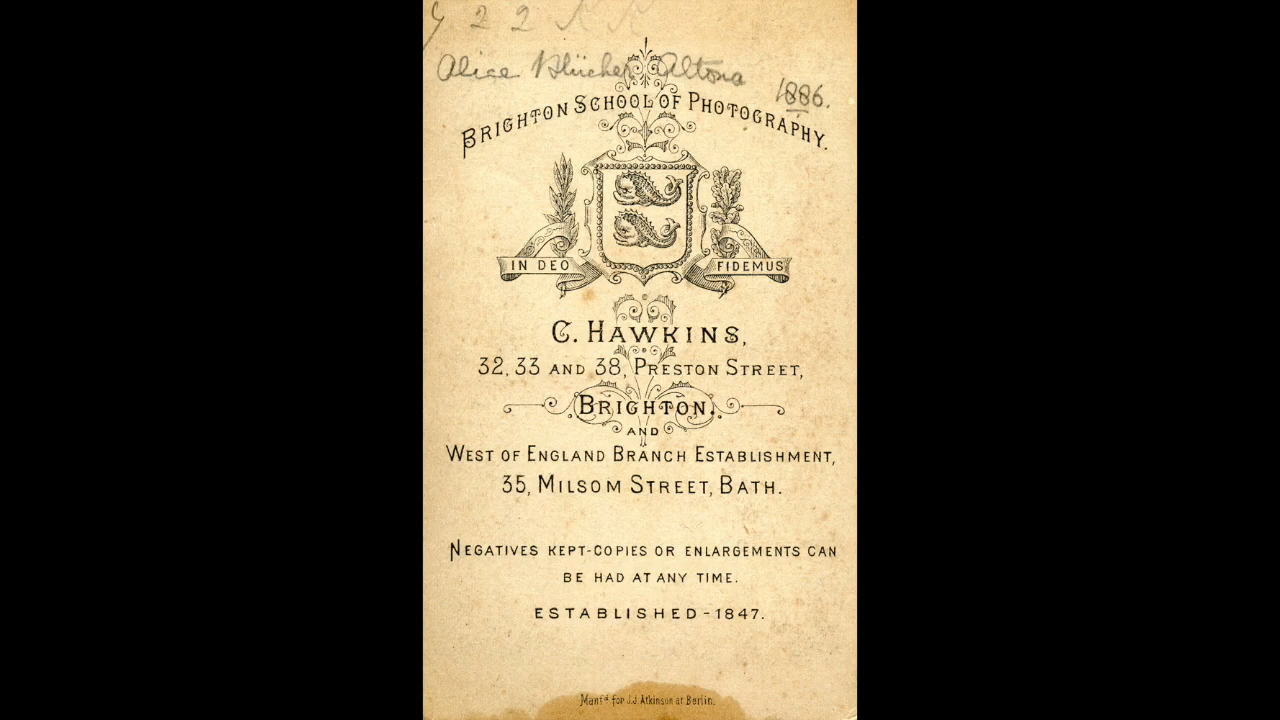 722
Alice Blücher Altona
1886.
BRIGHTON SCHOOL OF PHOTOGRAPHY.
IN DEO FIDEMUS
C. HAWKINS,
32, 33 AND 38, PRESTON STREET,
BRIGHTON.
AND
WEST OF ENGLAND BRANCH ESTABLISHMENT,
35, MILSOM STREET, BATH.
NEGATIVES KEPT-COPIES OR ENLARGEMENTS CAN
BE HAD AT ANY TIME.
ESTABLISHED-1847.
Manfd for J.J. Atkinson at Berlin.